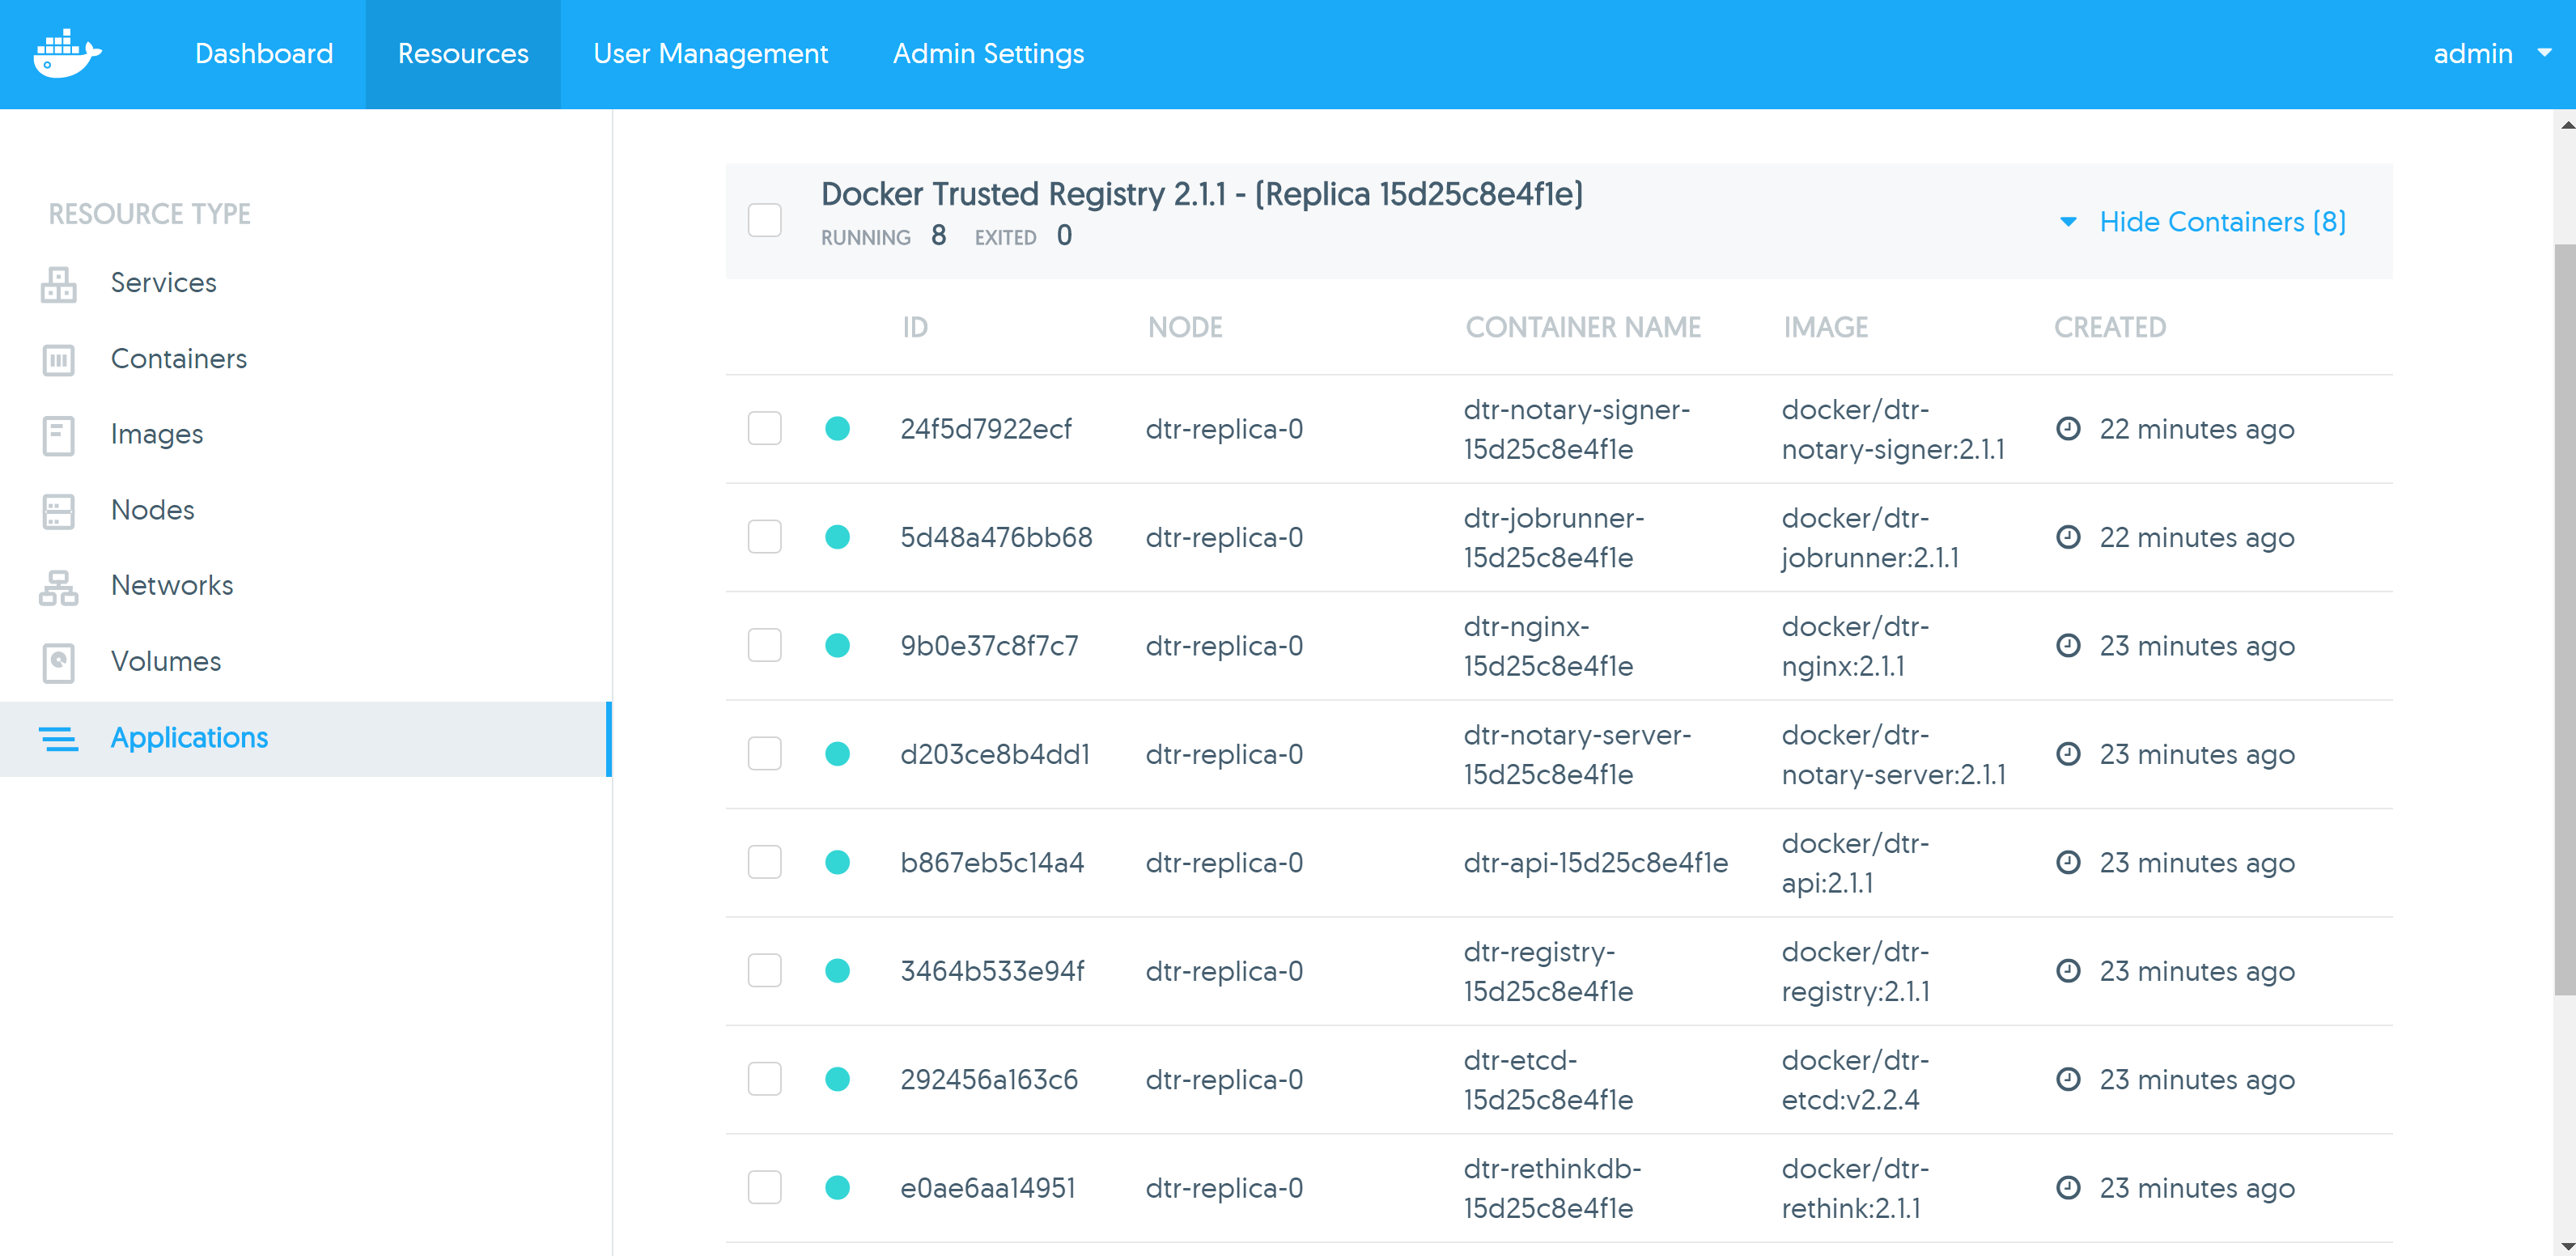 Dashboard Resources User Management Admin Settings admin
RESOURCE TYPE
Services
Containers
Images
Nodes
Networks
Volumes
Applications
Docker Trusted Registry 2.1.1 - (Replica 15d25c8e4f1e)
RUNNING 8 EXITED 0
Hide Containers (8)
ID NODE CONTAINER NAME IMAGE CREATED
24f5d7922ecf dtr-replica-0 dtr-notary-signer- docker/dtr- 22 minutes ago
15d25c8e4f1e notary-signer:2.1.1
5d48a476bb68 dtr-replica-0 dtr-jobrunner- docker/dtr- 22 minutes ago
15d25c8e4f1e jobrunner:2.1.1
9b0e37c8f7c7 dtr-replica-0 dtr-nginx- docker/dtr- 23 minutes ago
15d25c8e4f1e nginx:2.1.1
d203ce8b4dd1 dtr-replica-0 dtr-notary-server- docker/dtr- 23 minutes ago
15d25c8e4f1e notary-server:2.1.1
b867eb5c14a4 dtr-replica-0 dtr-api-15d25c8e4f1e docker/dtr- 23 minutes ago
api:2.1.1
3464b533e94f dtr-replica-0 dtr-registry- docker/dtr- 23 minutes ago
15d25c8e4f1e registry:2.1.1
292456a163c6 dtr-replica-0 dtr-etcd- docker/dtr- 23 minutes ago
15d25c8e4f1e etcd:v2.2.4
e0ae6aa14951 dtr-replica-0 dtr-rethinkdb- docker/dtr- 23 minutes ago
15d25c8e4f1e rethink:2.1.1